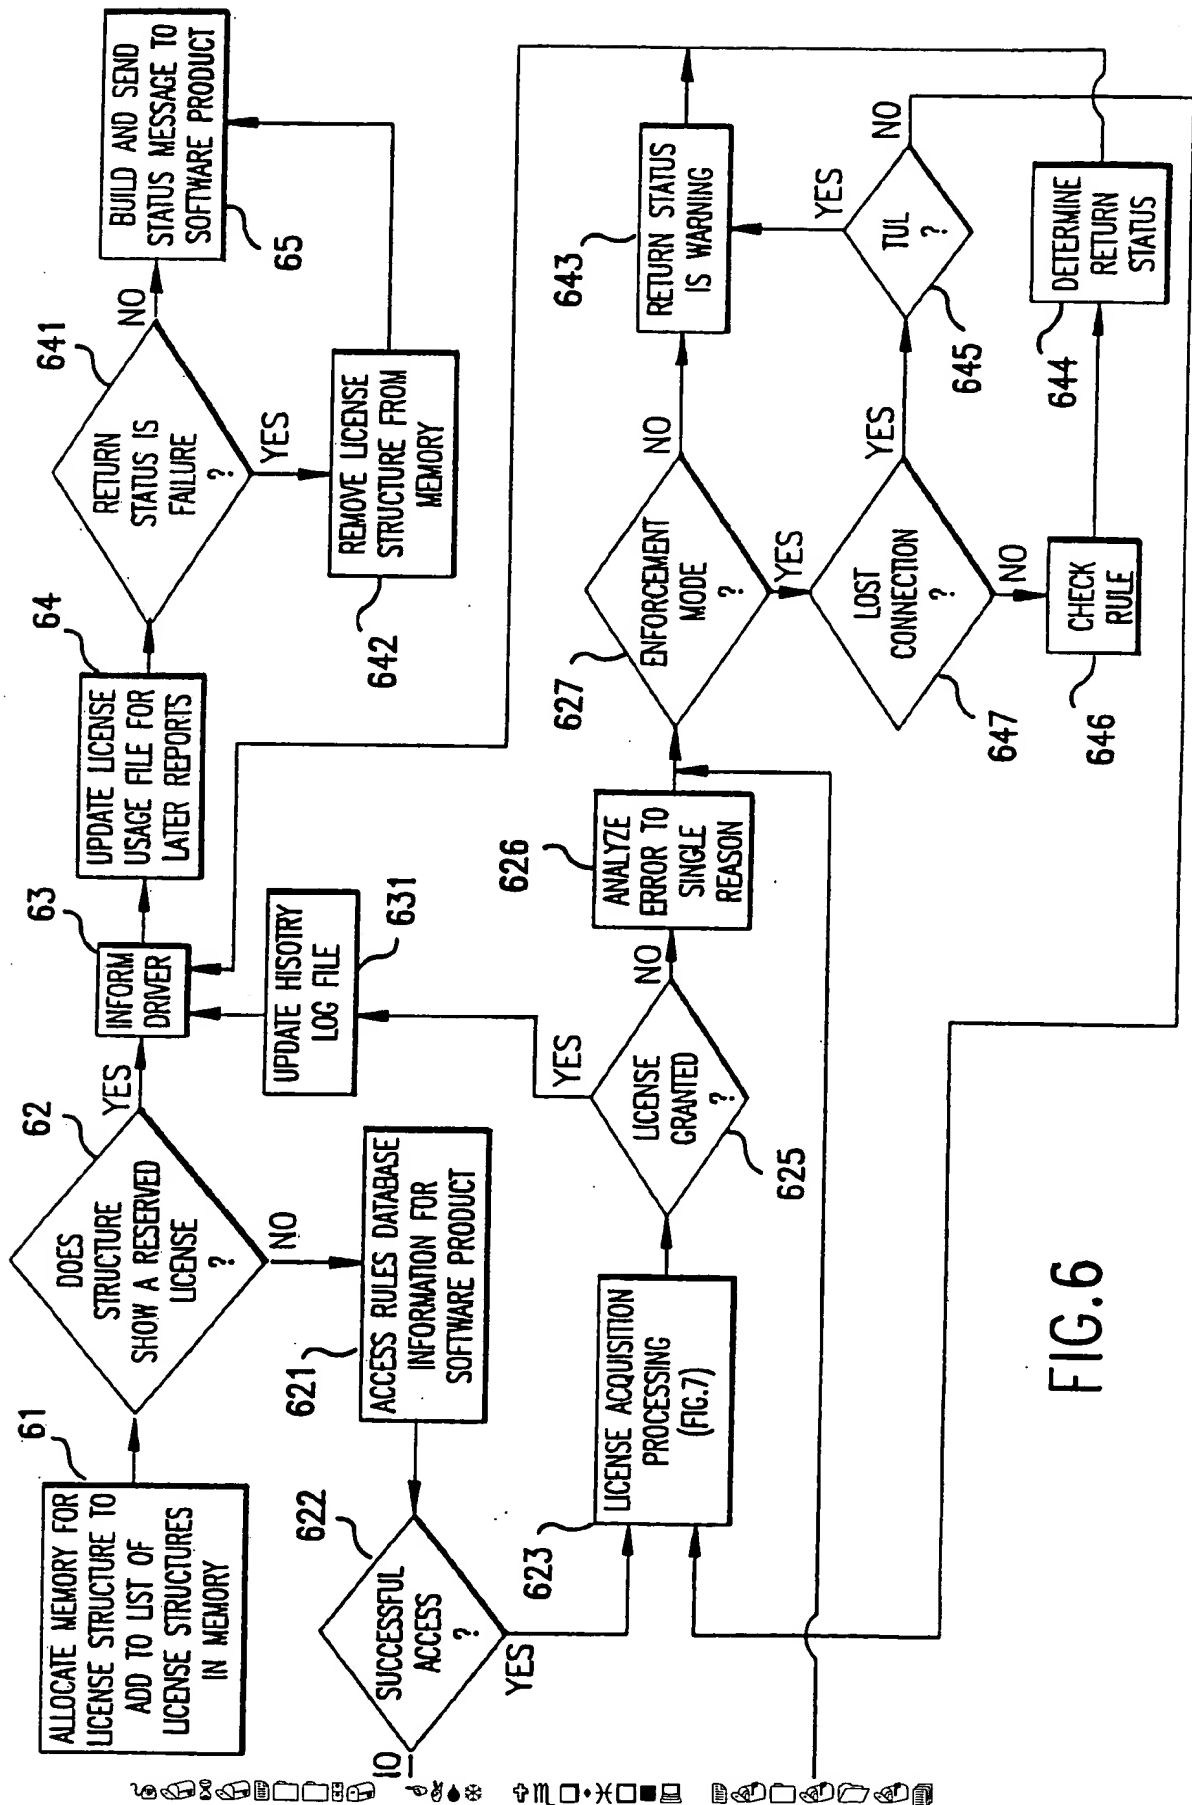 61
ALLOCATE MEMORY FOR
LICENSE STRUCTURE TO
ADD TO LIST OF
LICENSE STRUCTURES
IN MEMORY
62
DOES
STRUCTURE
SHOW A RESERVED
LICENSE
?
YES
NO
63
INFORM
DRIVER
64
UPDATE LICENSE
USAGE FILE FOR
LATER REPORTS
641
RETURN
STATUS IS
FAILURE
?
NO
YES
BUILD AND SEND
STATUS MESSAGE TO
SOFTWARE PRODUCT
65
REMOVE LICENSE
STRUCTURE FROM
MEMORY
642
621
ACCESS RULES DATABASE
INFORMATION FOR
SOFTWARE PRODUCT
UPDATE HISOTRY
LOG FILE
631
622
SUCCESSFUL
ACCESS
?
YES
623
LICENSE ACQUISITION
PROCESSING
(FIG.7)
LICENSE
GRANTED
?
625
YES
NO
626
ANALYZE
ERROR TO
SINGLE
REASON
627
ENFORCEMENT
MODE
?
NO
YES
643
RETURN STATUS
IS WARNING
LOST
CONNECTION
?
647
YES
NO
TUL
?
645
YES
NO
646
CHECK
RULE
644
DETERMINE
RETURN
STATUS
FIG.6